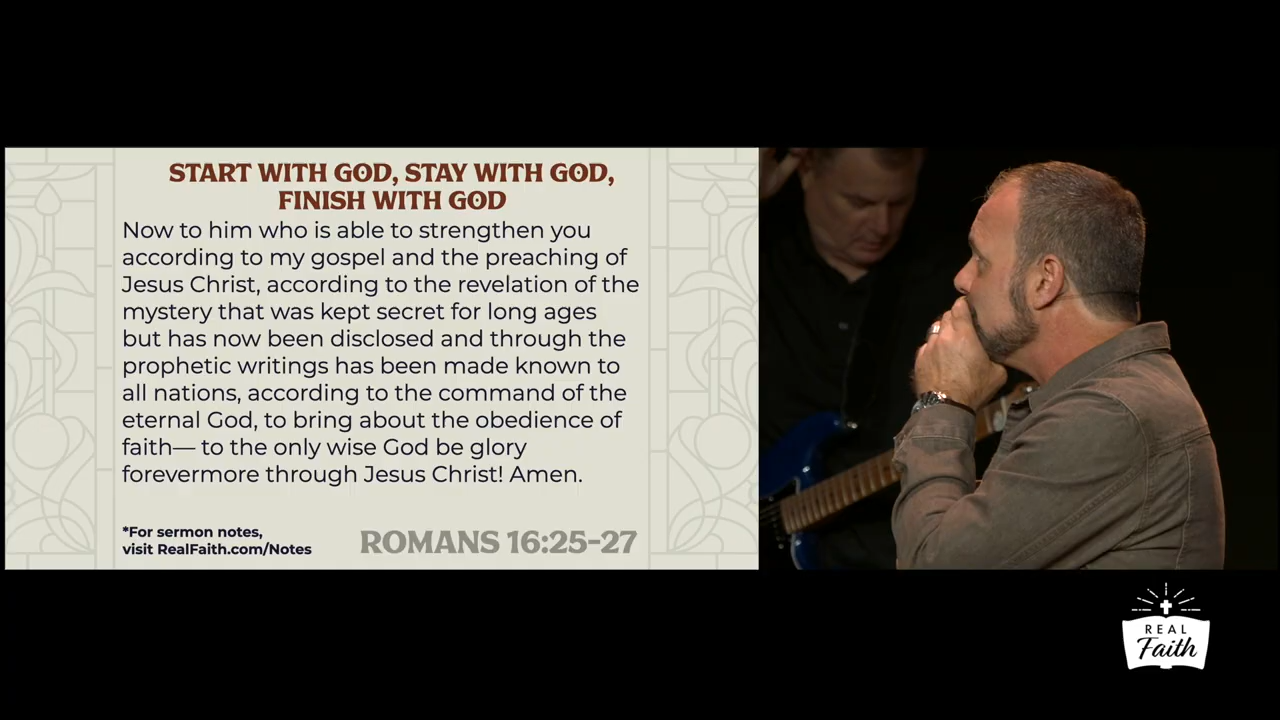 START WITH GOD, STAY WITH GOD,
FINISH WITH GOD
Now to him who is able to strengthen you
according to my gospel and the preaching of
Jesus Christ, according to the revelation of the
mystery that was kept secret for long ages
but has now been disclosed and through the
prophetic writings has been made known to
all nations, according to the command of the
eternal God, to bring about the obedience of
faith— to the only wise God be glory
forevermore through Jesus Christ! Amen.
*For sermon notes,
visit RealFaith.com/Notes
ROMANS 16:25-27
REAL
Faith